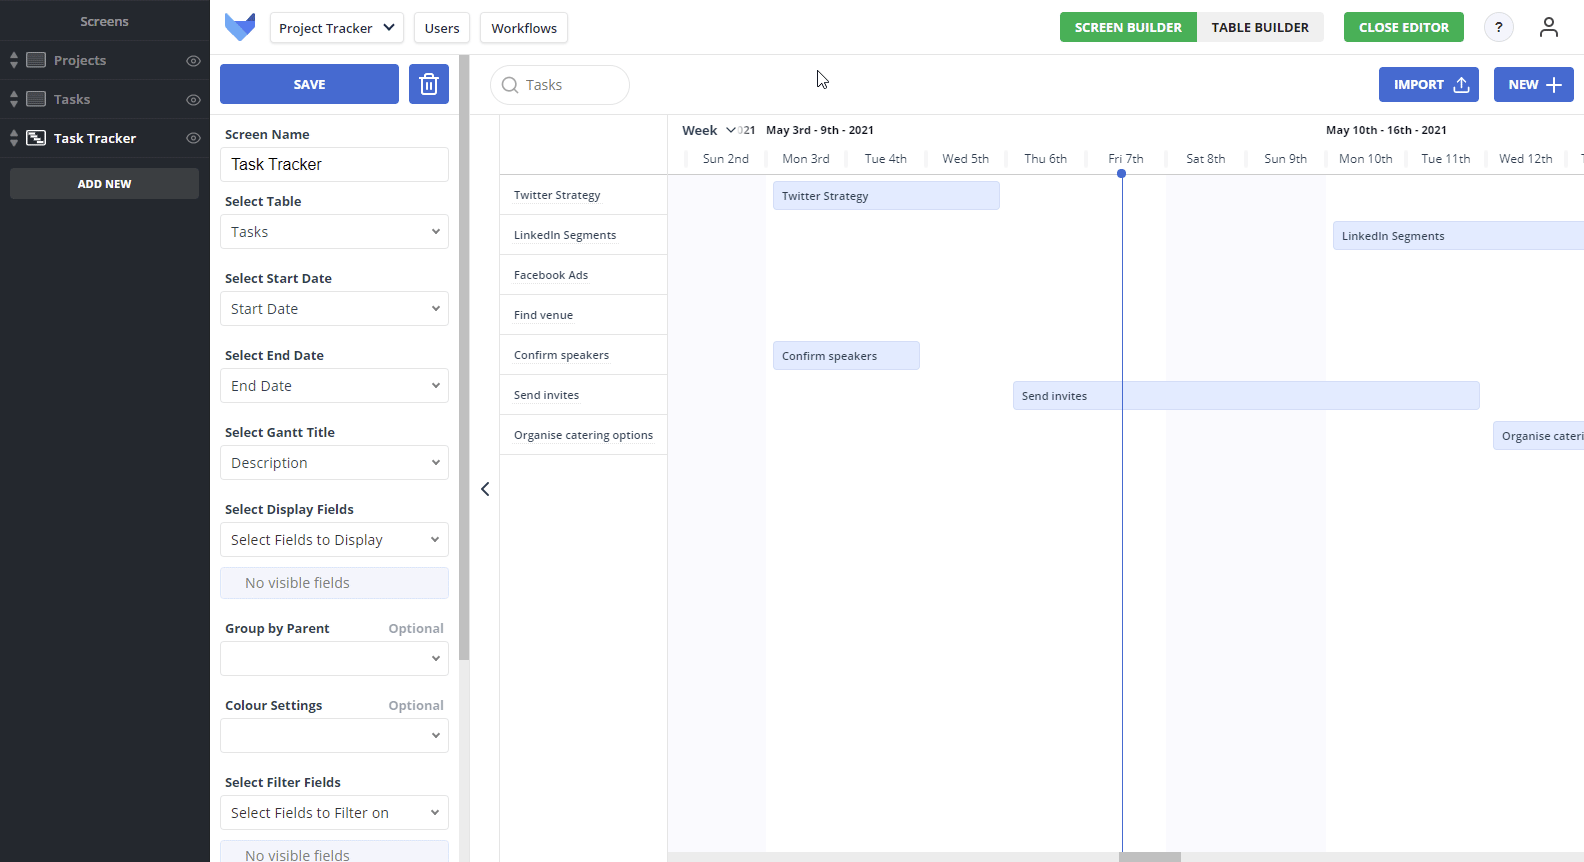 Screens
Projects
Tasks
Task Tracker
ADD NEW
Project Tracker
Users
Workflows
SCREEN BUILDER
TABLE BUILDER
CLOSE EDITOR
?
SAVE
Screen Name
Task Tracker
Select Table
Tasks
Select Start Date
Start Date
Select End Date
End Date
Select Gantt Title
Description
Select Display Fields
Select Fields to Display
No visible fields
Group by Parent Optional
Colour Settings Optional
Select Filter Fields
Select Fields to Filter on
No visible fields
Tasks
IMPORT
NEW
Week 021 May 3rd - 9th - 2021 May 10th - 16th - 2021
Sun 2nd Mon 3rd Tue 4th Wed 5th Thu 6th Fri 7th Sat 8th Sun 9th Mon 10th Tue 11th Wed 12th
Twitter Strategy Twitter Strategy
LinkedIn Segments LinkedIn Segments
Facebook Ads
Find venue
Confirm speakers Confirm speakers
Send invites Send invites
Organise catering options Organise cateri